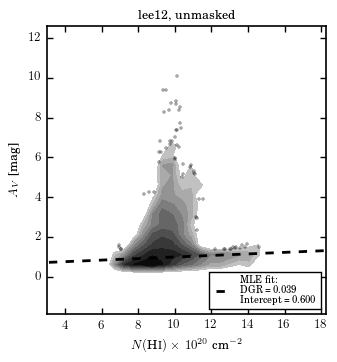 lee12, unmasked
12
10
8
6
4
2
0
A_V [mag]
MLE fit:
DGR = 0.039
Intercept = 0.600
4 6 8 10 12 14 16 18
N(HI) × 10^20 cm^−2